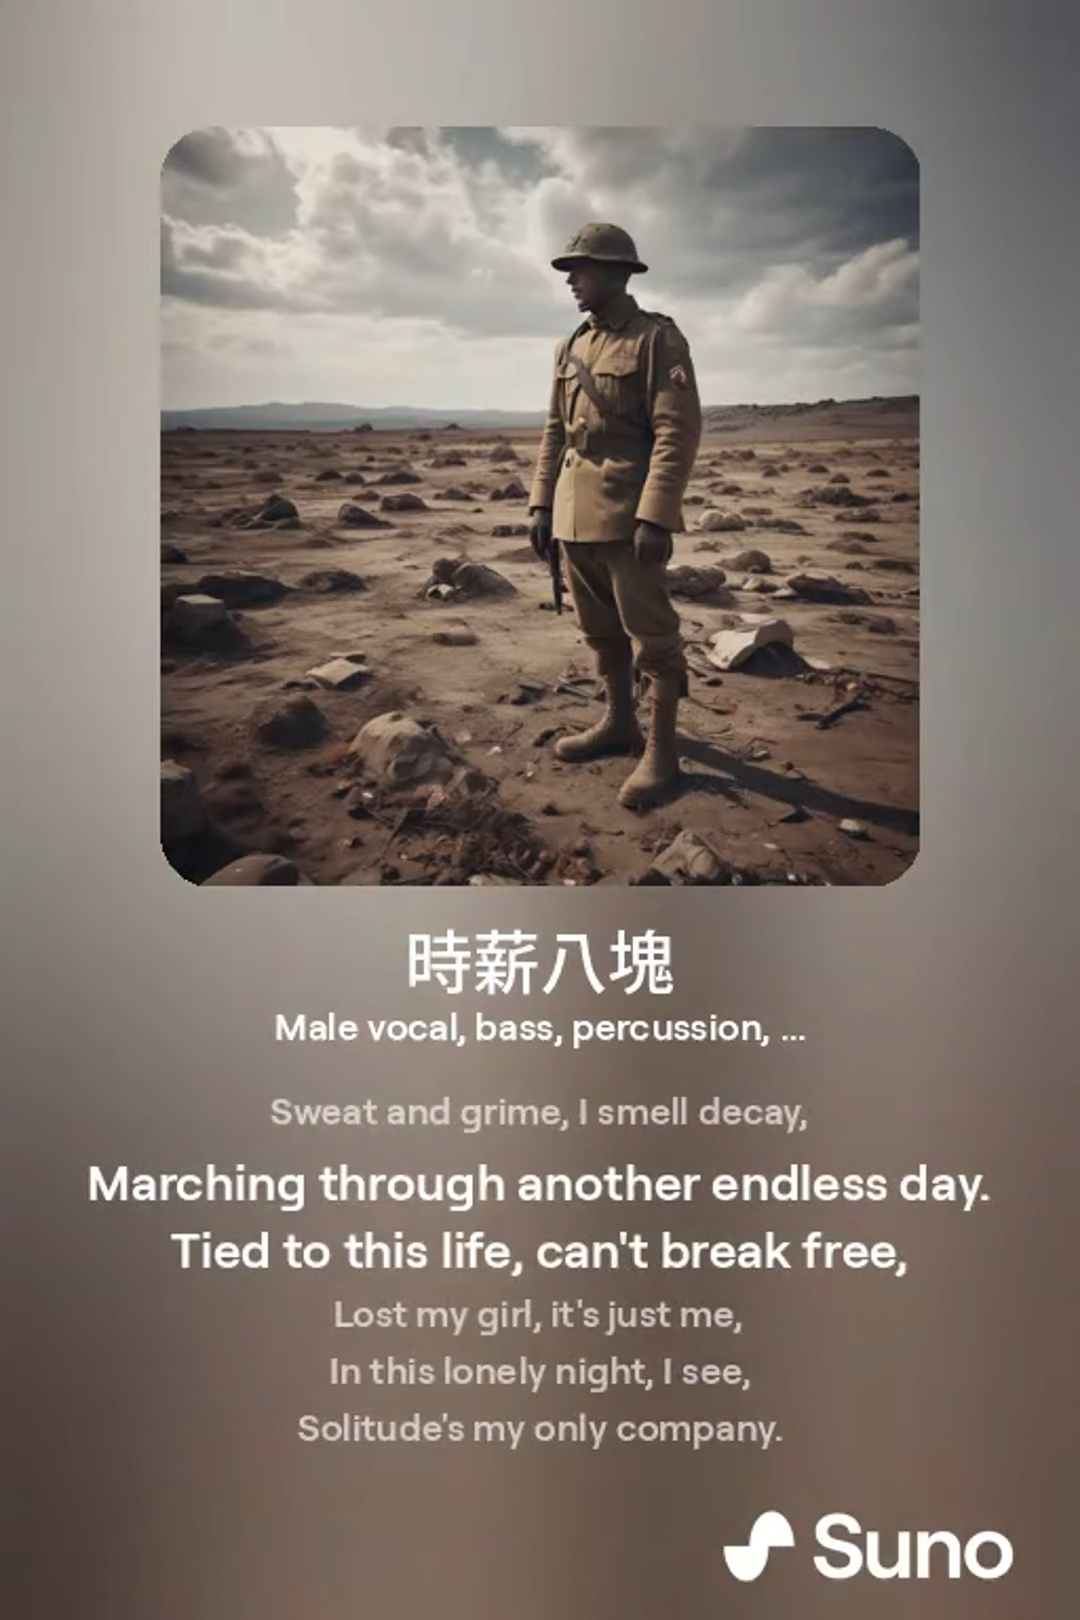 時薪八塊
Male vocal, bass, percussion, ...
Sweat and grime, I smell decay,
Marching through another endless day.
Tied to this life, can't break free,
Lost my girl, it's just me,
In this lonely night, I see,
Solitude's my only company.
Suno